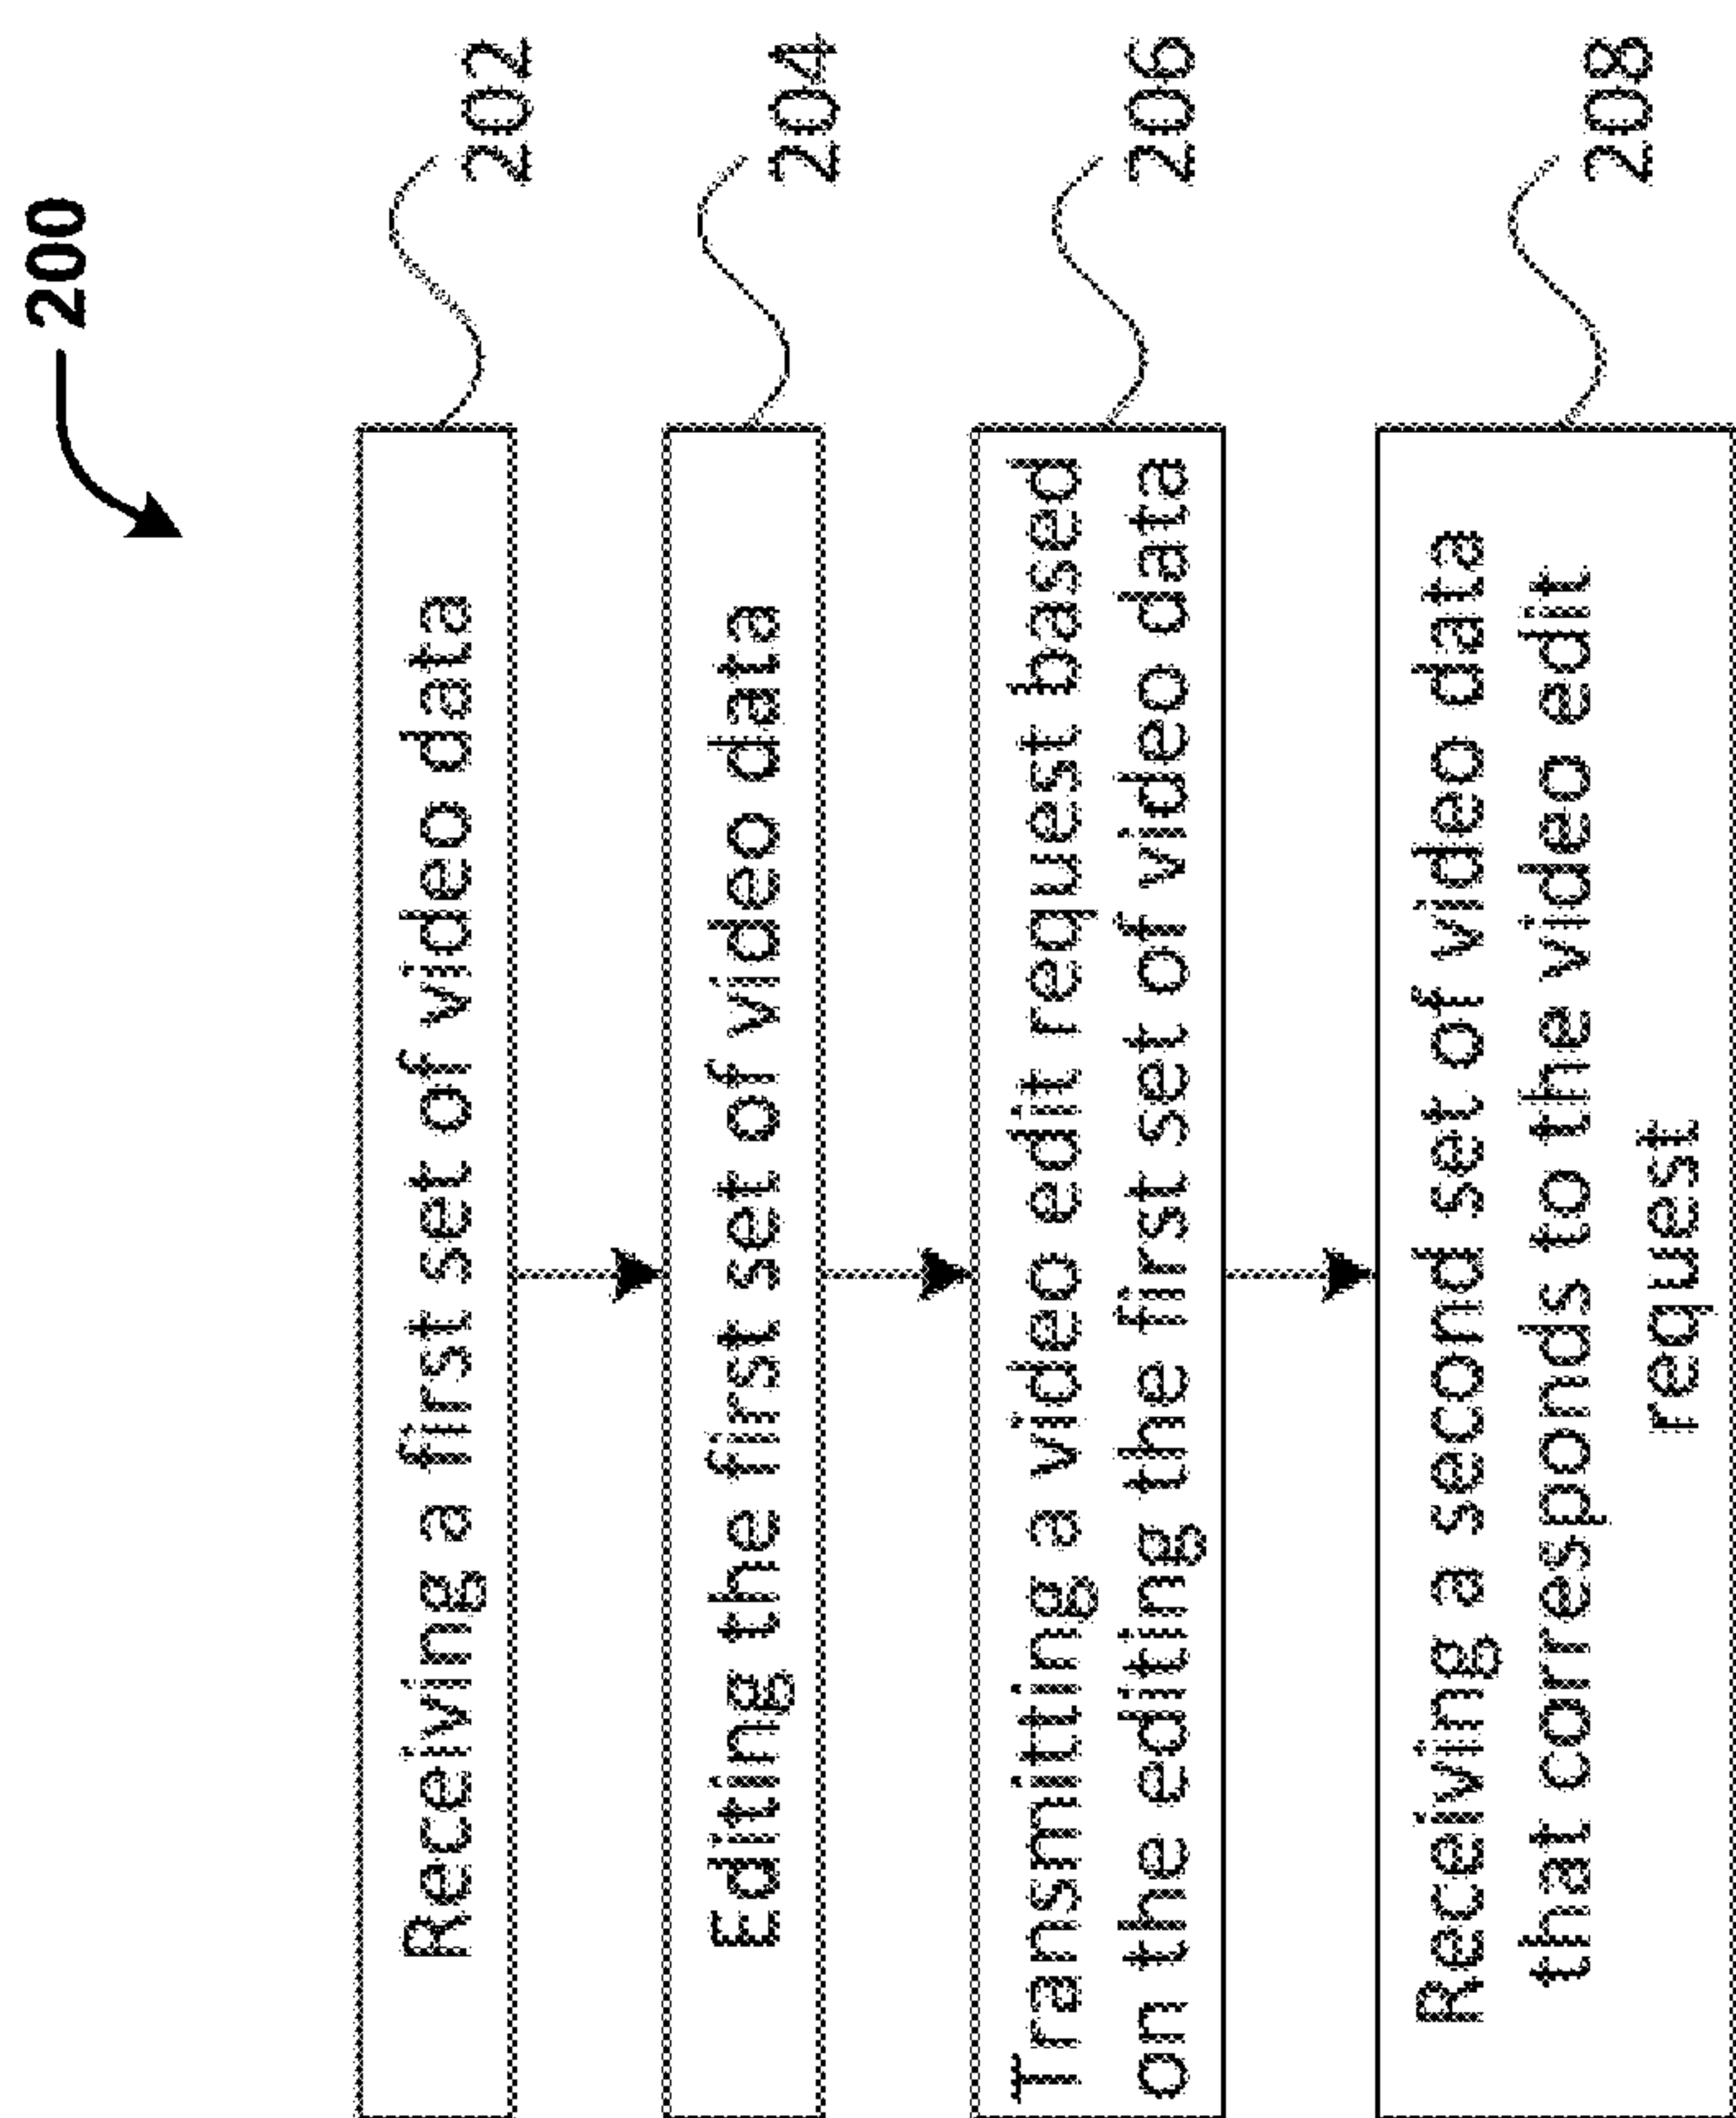 200
Receiving a first set of video data
202
Editing the first set of video data
204
Transmitting a video edit request based
on the editing the first set of video data
206
Receiving a second set of video data
that corresponds to the video edit
request
208